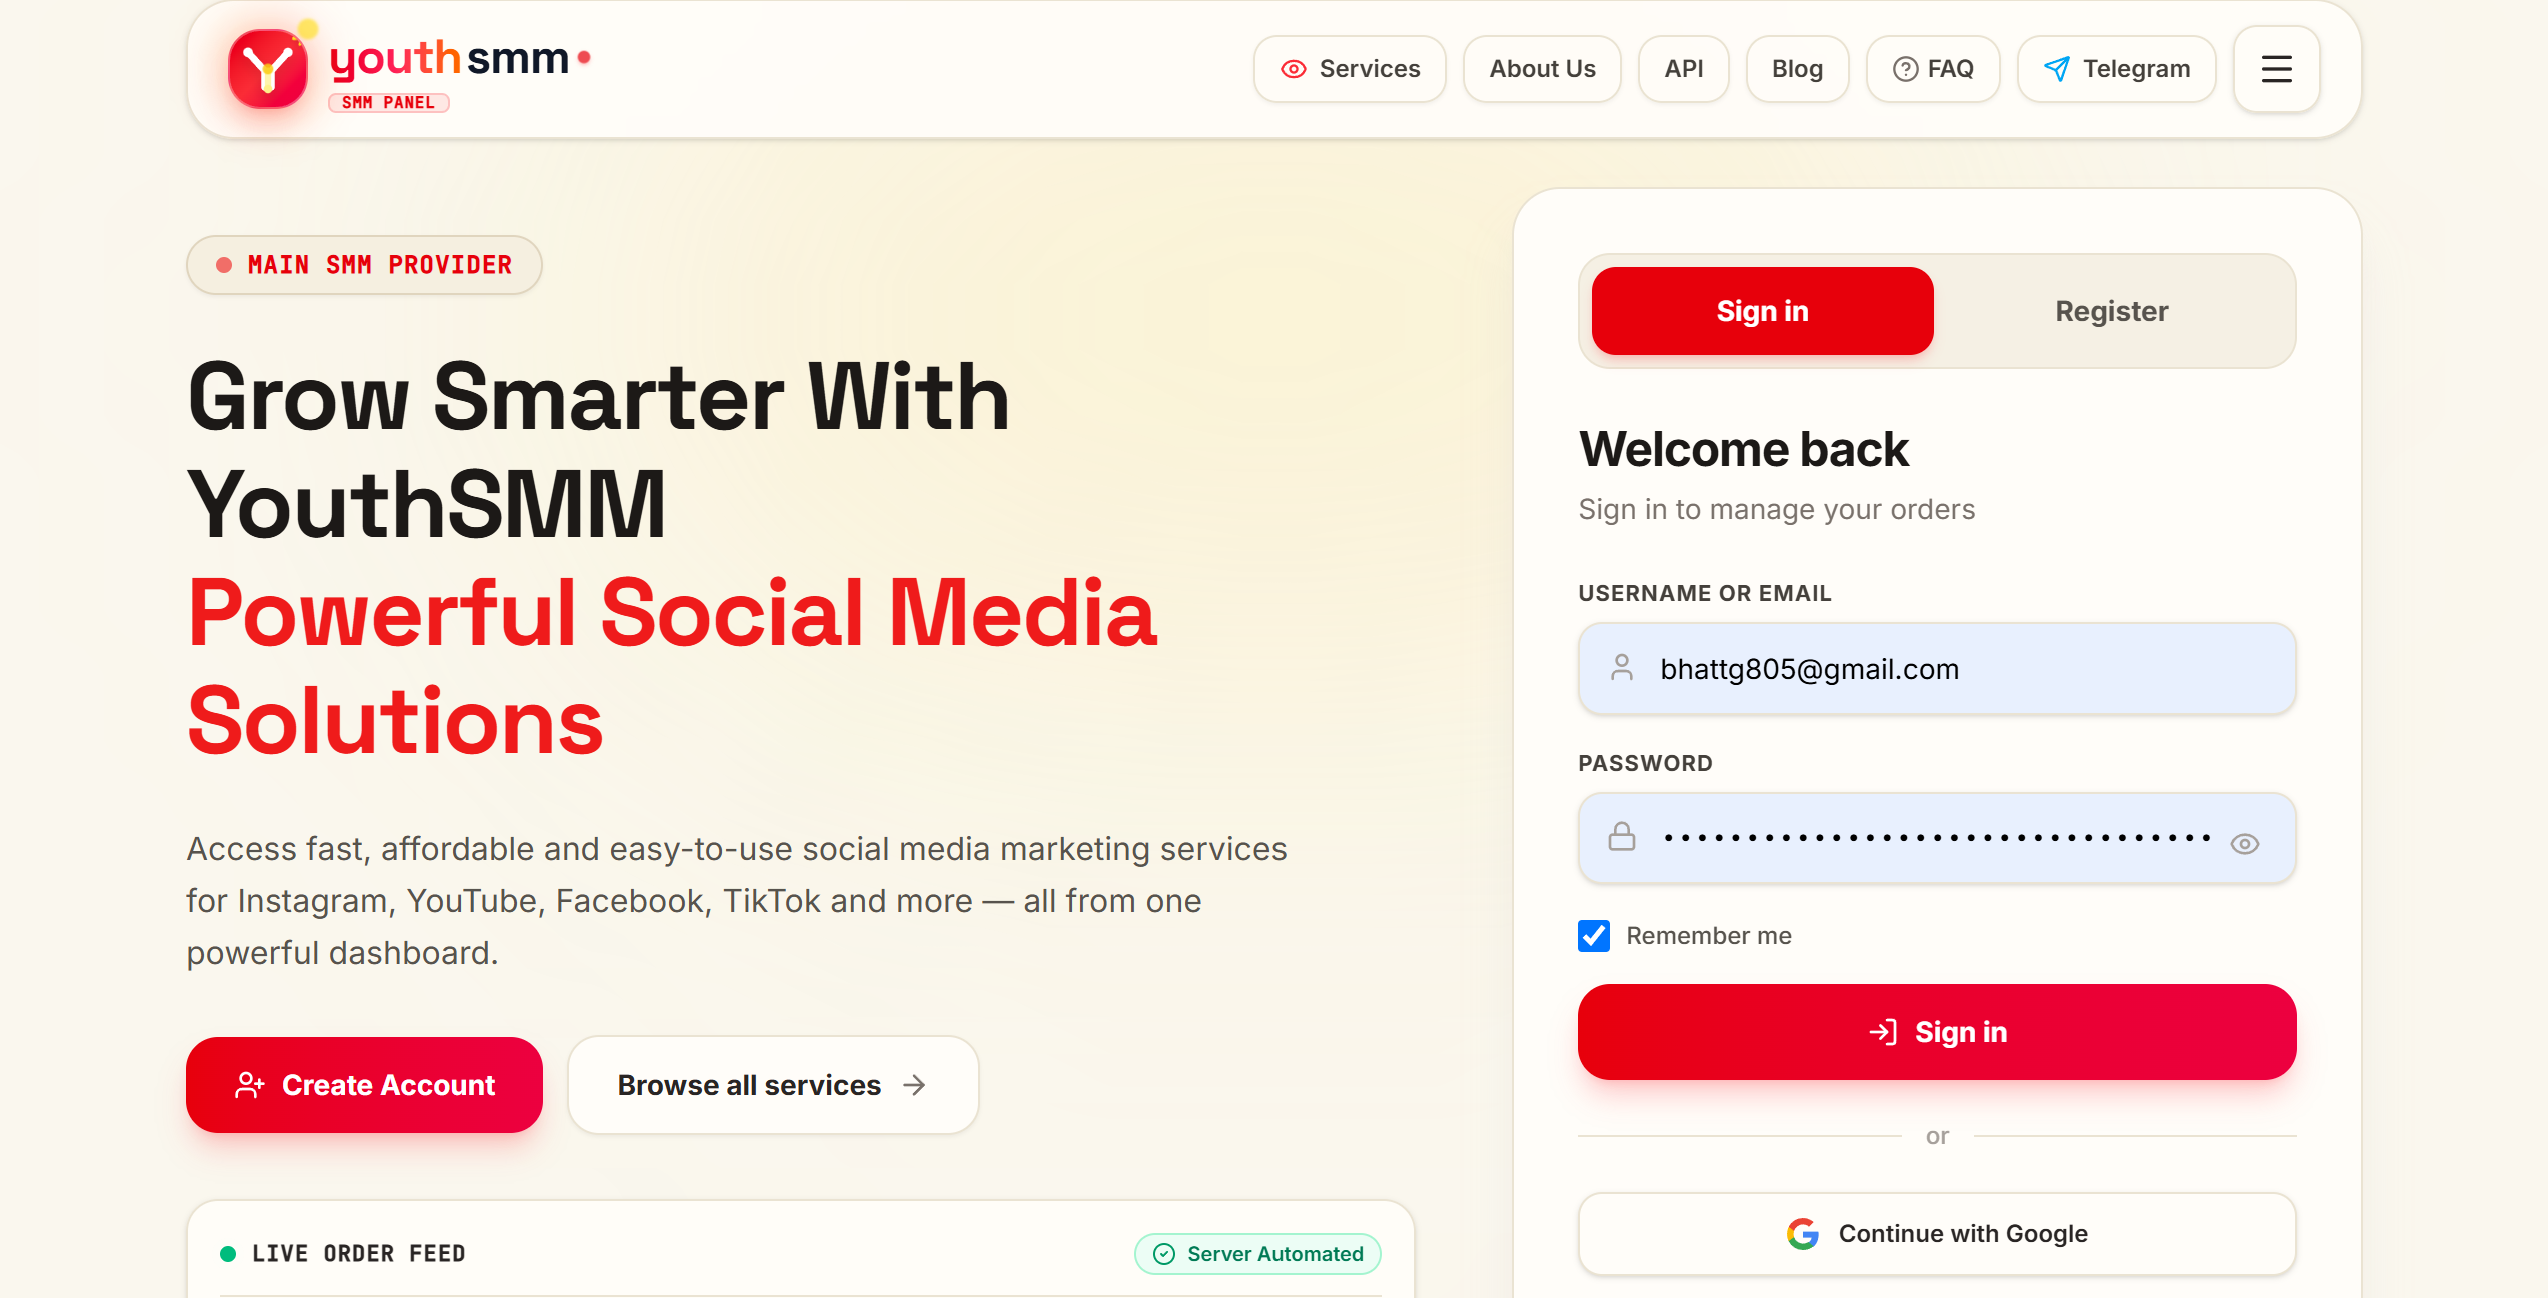 youthsmm
SMM PANEL
Services
About Us
API
Blog
FAQ
Telegram
MAIN SMM PROVIDER
Grow Smarter With
YouthSMM
Powerful Social Media
Solutions
Access fast, affordable and easy-to-use social media marketing services
for Instagram, YouTube, Facebook, TikTok and more — all from one
powerful dashboard.
Create Account
Browse all services
LIVE ORDER FEED
Server Automated
Sign in
Register
Welcome back
Sign in to manage your orders
USERNAME OR EMAIL
bhattg805@gmail.com
PASSWORD
Remember me
Sign in
or
Continue with Google